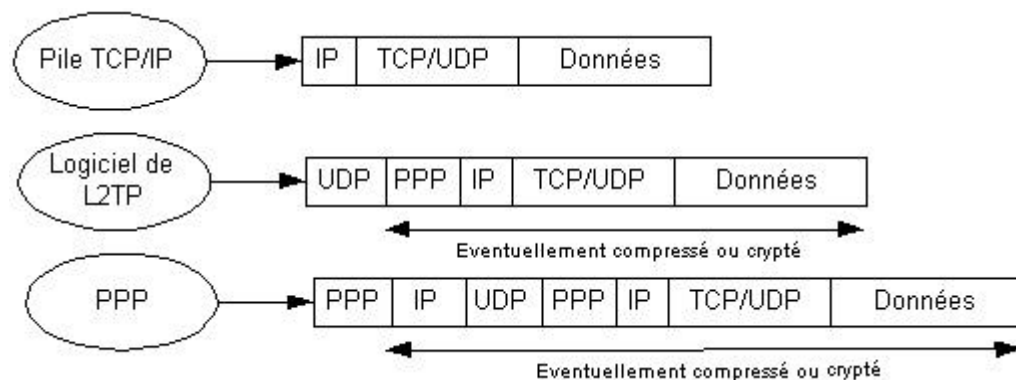 Pile TCP/IP
IP TCP/UDP Données
Logiciel de
L2TP
UDP PPP IP TCP/UDP Données
Eventuellement compressé ou crypté
PPP
PPP IP UDP PPP IP TCP/UDP Données
Eventuellement compressé ou crypté